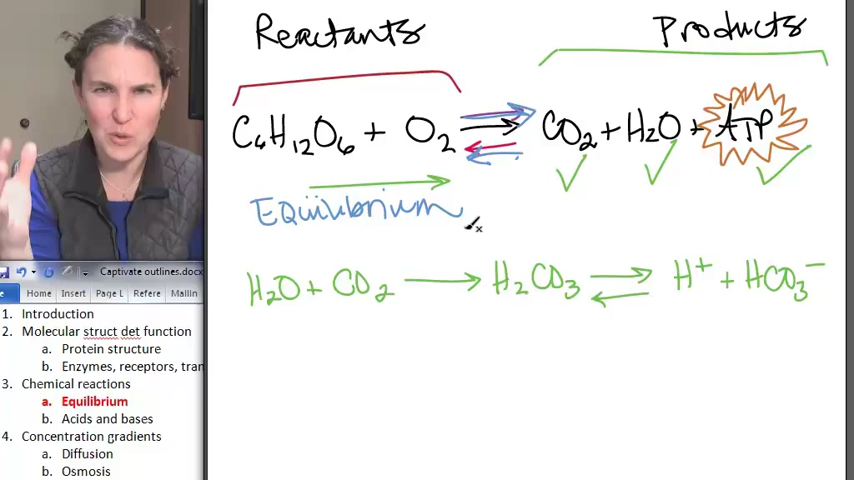 Reactants
Products
C6H12O6 + O2 ⇌ CO2 + H2O + ATP
Equilibrium
H2O + CO2 → H2CO3 ⇌ H+ + HCO3−
Captivate outlines.docx
Home Insert Page L Refere Mailin
1. Introduction
2. Molecular struct det function
a. Protein structure
b. Enzymes, receptors, tran
3. Chemical reactions
a. Equilibrium
b. Acids and bases
4. Concentration gradients
a. Diffusion
b. Osmosis